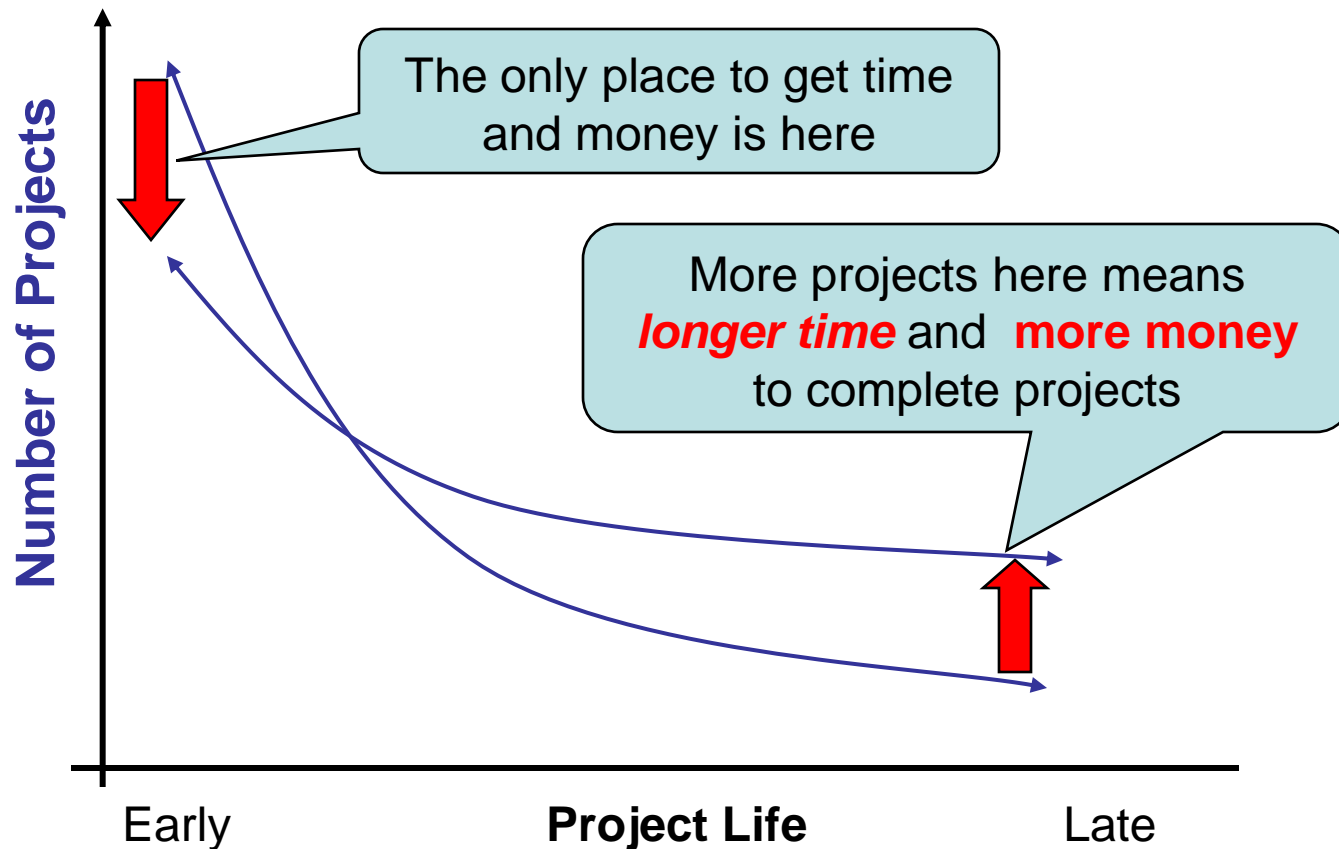 Number of Projects
The only place to get time
and money is here
More projects here means
longer time and more money
to complete projects
Early
Project Life
Late